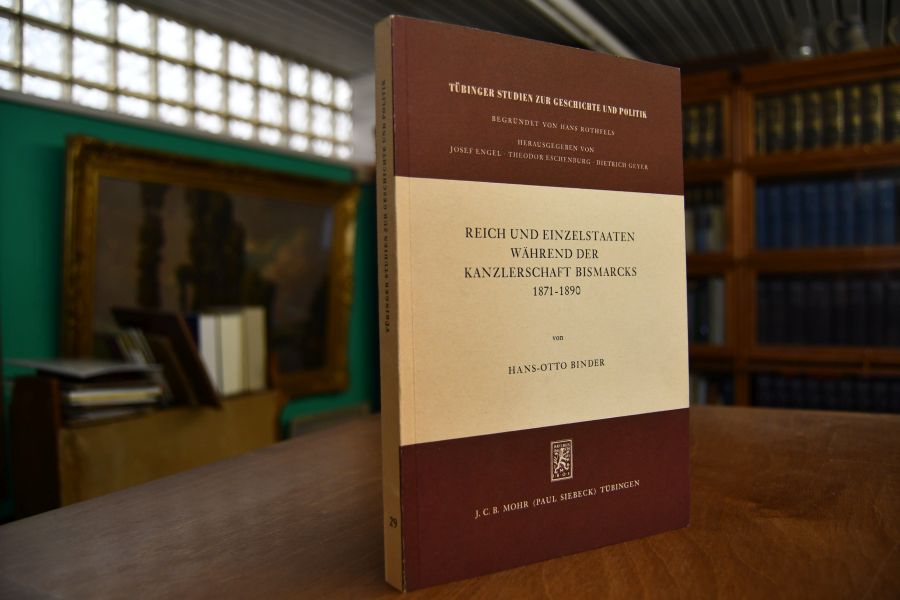 TÜBINGER STUDIEN ZUR GESCHICHTE UND POLITIK
BEGRÜNDET VON HANS ROTHFELS
HERAUSGEGEBEN VON
JOSEF ENGEL · THEODOR ESCHENBURG · DIETRICH GEYER
REICH UND EINZELSTAATEN
WÄHREND DER
KANZLERSCHAFT BISMARCKS
1871-1890
von
HANS-OTTO BINDER
J. C. B. MOHR (PAUL SIEBECK) TÜBINGEN
TÜBINGER STUDIEN ZUR GESCHICHTE UND POLITIK
29